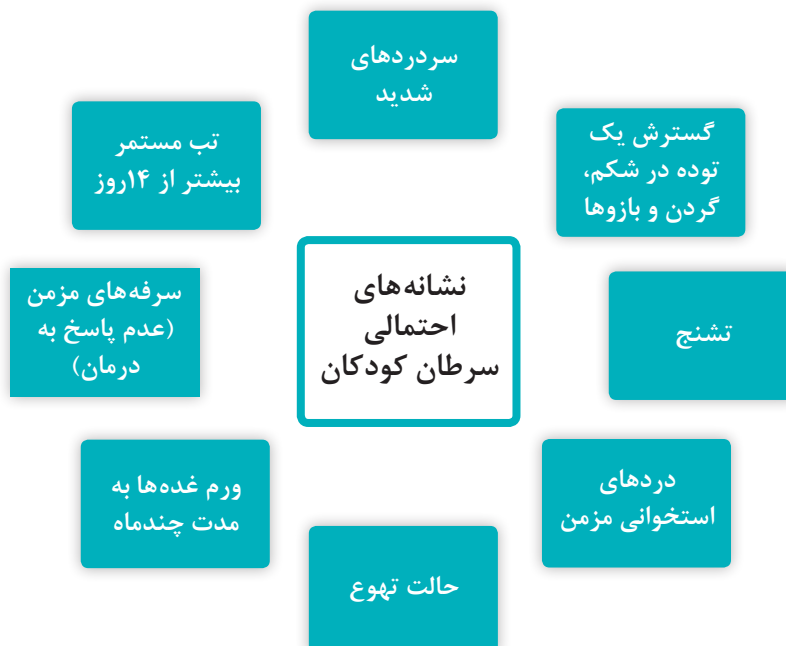 سردردهای
شدید
گسترش یک
توده در شکم،
گردن و بازوها
تشنج
دردهای
استخوانی مزمن
حالت تهوع
ورم غده‌ها به
مدت چندماه
سرفه‌های مزمن
(عدم پاسخ به
درمان)
تب مستمر
بیشتر از ۱۴روز
نشانه‌های
احتمالی
سرطان کودکان